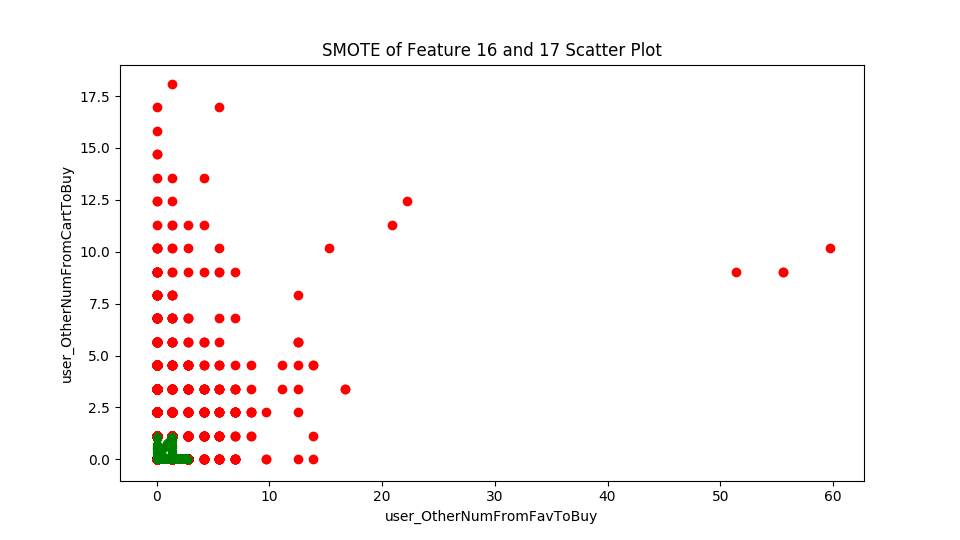 SMOTE of Feature 16 and 17 Scatter Plot
user_OtherNumFromCartToBuy
17.5
15.0
12.5
10.0
7.5
5.0
2.5
0.0
0 10 20 30 40 50 60
user_OtherNumFromFavToBuy